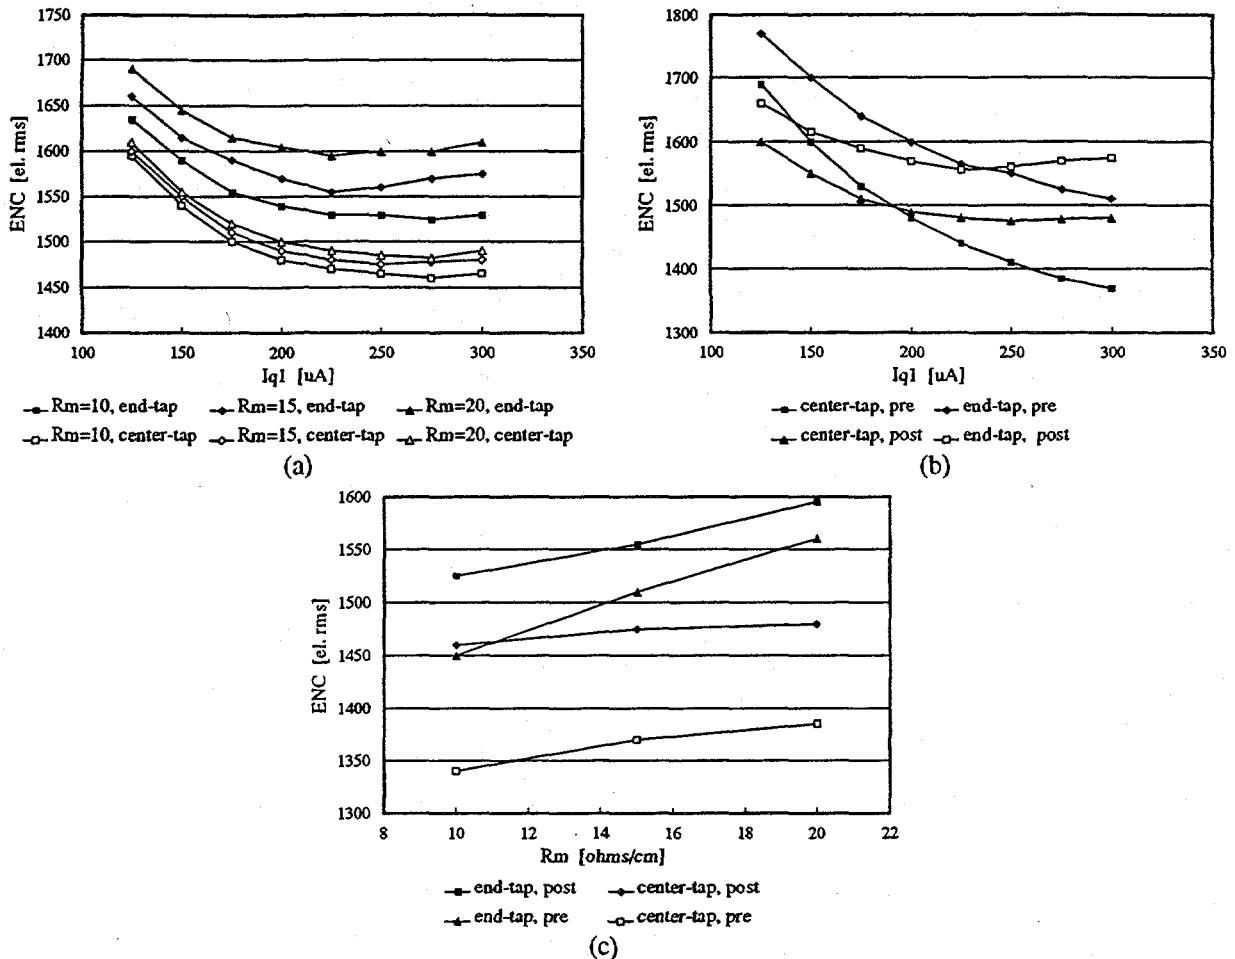 1750
1700
1650
1600
1550
1500
1450
1400
ENC [el. rms]
100 150 200 250 300 350
Iq1 [uA]
Rm=10, end-tap Rm=15, end-tap Rm=20, end-tap
Rm=10, center-tap Rm=15, center-tap Rm=20, center-tap
(a)
1800
1700
1600
1500
1400
1300
ENC [el. rms]
100 150 200 250 300 350
Iq1 [uA]
center-tap, pre end-tap, pre
center-tap, post end-tap, post
(b)
1600
1550
1500
1450
1400
1350
1300
ENC [el. rms]
8 10 12 14 16 18 20 22
Rm [ohms/cm]
end-tap, post center-tap, post
end-tap, pre center-tap, pre
(c)